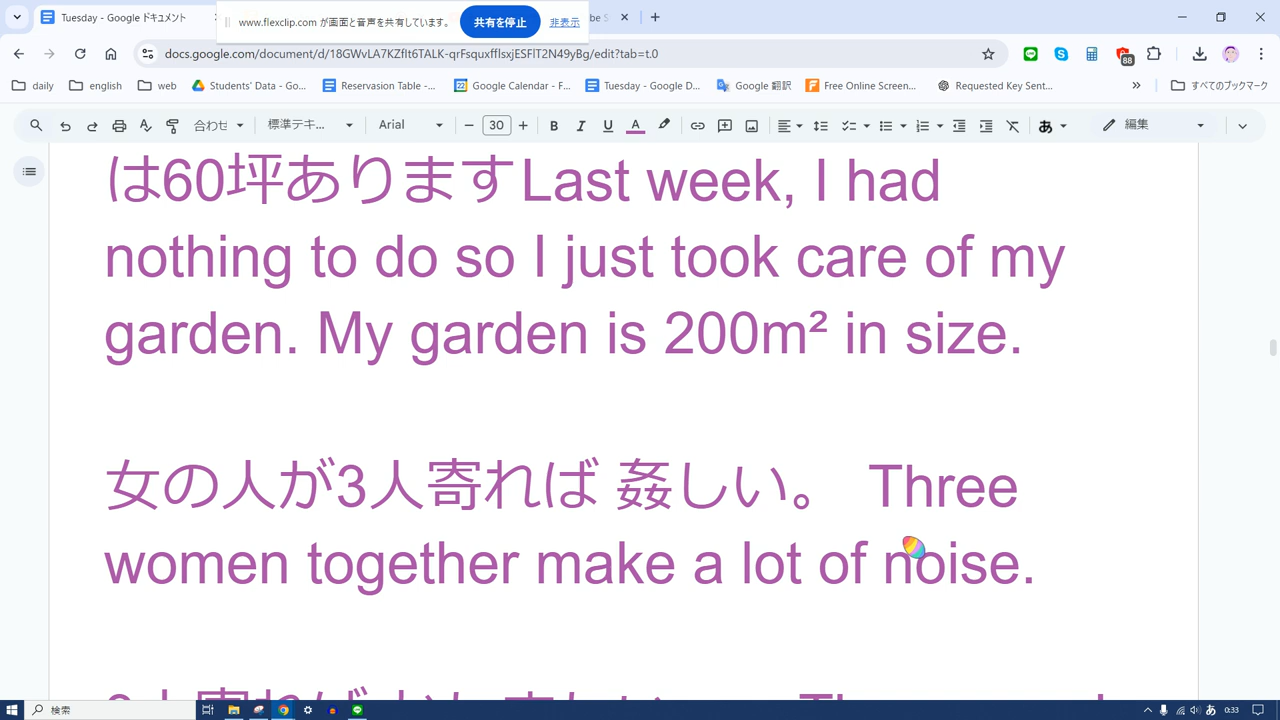 Tuesday - Google ドキュメント
www.flexclip.com が画面と音声を共有しています。
共有を停止
非表示
docs.google.com/document/d/18GWvLA7KZfIt6TALK-qrFsquxfflsxjESFlT2N49yBg/edit?tab=t.0
88
daily
english
web
Students' Data - Go...
Reservasion Table -...
Google Calendar - F...
Tuesday - Google D...
Google 翻訳
Free Online Screen...
Requested Key Sent...
すべてのブックマーク
合わせ
標準テキ...
Arial
30
編集
は60坪ありますLast week, I had
nothing to do so I just took care of my
garden. My garden is 200m² in size.
女の人が3人寄れば 姦しい。 Three
women together make a lot of noise.
検索
あ
0:33